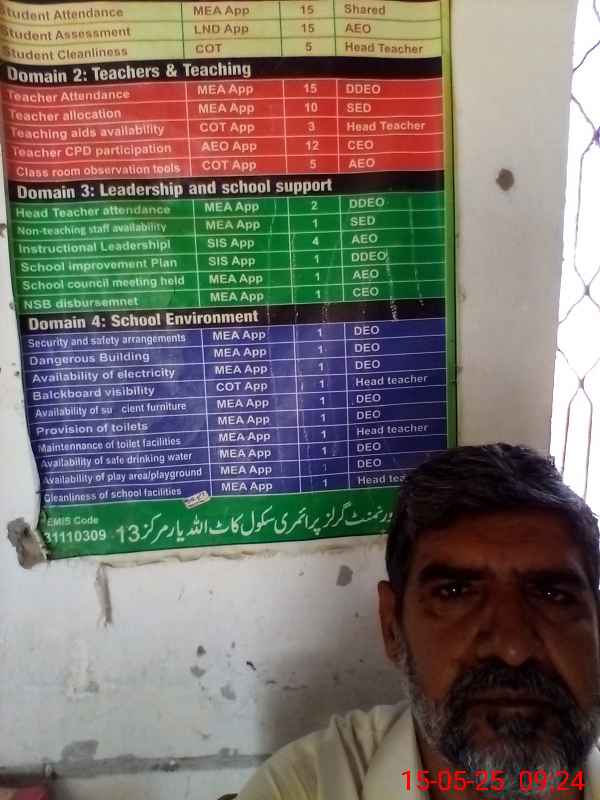 Student Attendance MEA App 15 Shared
Student Assessment LND App 15 AEO
Student Cleanliness COT 5 Head Teacher
Domain 2: Teachers & Teaching
Teacher Attendance MEA App 15 DDEO
Teacher allocation MEA App 10 SED
Teaching aids availability COT App 3 Head Teacher
Teacher CPD participation AEO App 12 CEO
Class room observation tools COT App 5 AEO
Domain 3: Leadership and school support
Head Teacher attendance MEA App 2 DDEO
Non-teaching staff availability MEA App 1 SED
Instructional Leadershipl SIS App 4 AEO
School improvement Plan SIS App 1 DDEO
School council meeting held MEA App 1 AEO
NSB disbursemnet MEA App 1 CEO
Domain 4: School Environment
Security and safety arrangements MEA App 1 DEO
Dangerous Building MEA App 1 DEO
Availability of electricity MEA App 1 DEO
Balckboard visibility COT App 1 Head teacher
Availability of su cient furniture MEA App 1 DEO
Provision of toilets MEA App 1 DEO
Maintennance of toilet facilities MEA App 1 Head teacher
Availability of safe drinking water MEA App 1 DEO
Availability of play area/playground MEA App 1 DEO
Cleanliness of school facilities MEA App 1 Head tea
EMIS Code
31110309
ورنمنٹ گرلز پرائمری سکول کاٹ اللہ یار مرکز 13
15-05-25 09:24